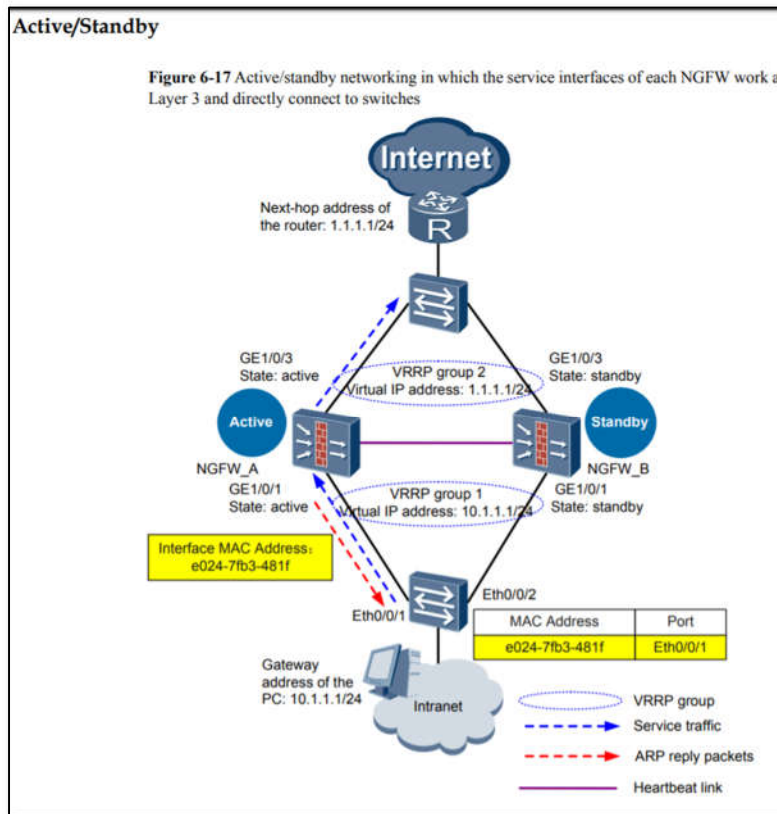 Active/Standby
Figure 6-17 Active/standby networking in which the service interfaces of each NGFW work a
Layer 3 and directly connect to switches
Internet
Next-hop address of
the router: 1.1.1.1/24
R
GE1/0/3
State: active
VRRP group 2
Virtual IP address: 1.1.1.1/24
GE1/0/3
State: standby
Active
Standby
NGFW_A
NGFW_B
GE1/0/1
State: active
VRRP group 1
Virtual IP address: 10.1.1.1/24
GE1/0/1
State: standby
Interface MAC Address:
e024-7fb3-481f
Eth0/0/1
Eth0/0/2
MAC Address Port
e024-7fb3-481f Eth0/0/1
Gateway
address of the
PC: 10.1.1.1/24
Intranet
VRRP group
Service traffic
ARP reply packets
Heartbeat link